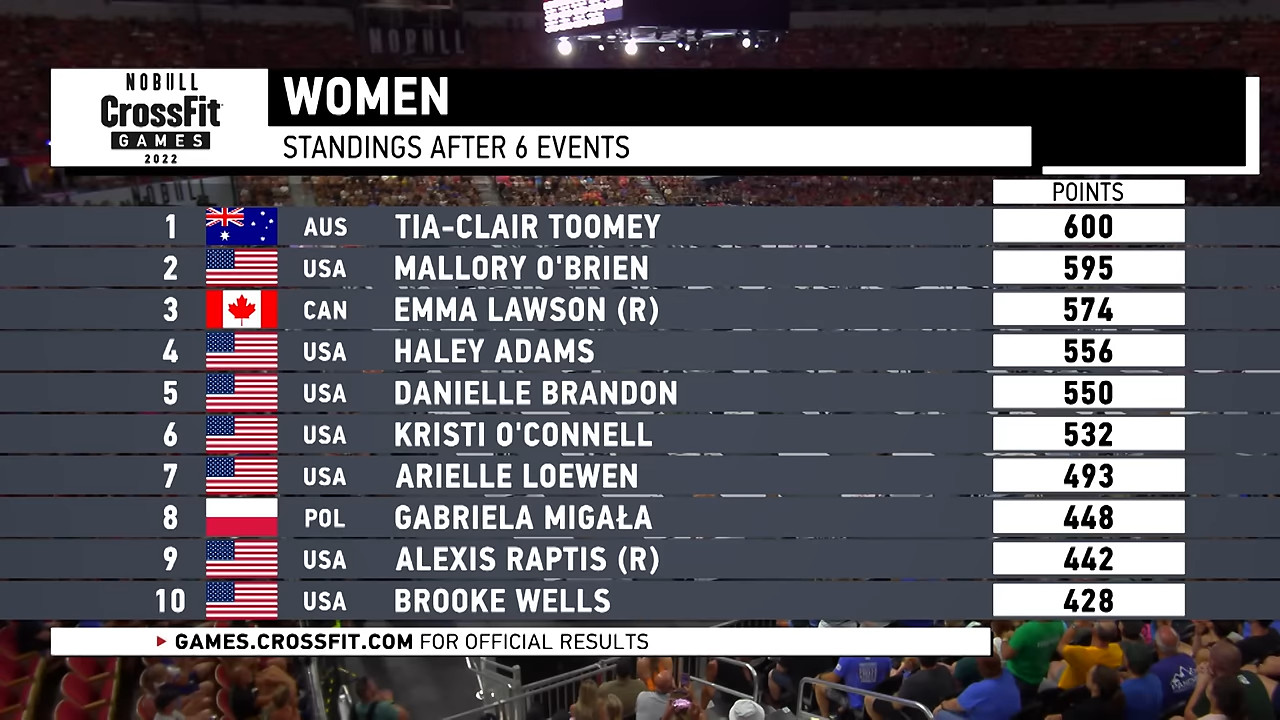 NOBULL
NOBULL
CrossFit
GAMES
2022
WOMEN
STANDINGS AFTER 6 EVENTS
NOBULL
POINTS
1 AUS TIA-CLAIR TOOMEY 600
2 USA MALLORY O'BRIEN 595
3 CAN EMMA LAWSON (R) 574
4 USA HALEY ADAMS 556
5 USA DANIELLE BRANDON 550
6 USA KRISTI O'CONNELL 532
7 USA ARIELLE LOEWEN 493
8 POL GABRIELA MIGAŁA 448
9 USA ALEXIS RAPTIS (R) 442
10 USA BROOKE WELLS 428
GAMES.CROSSFIT.COM FOR OFFICIAL RESULTS